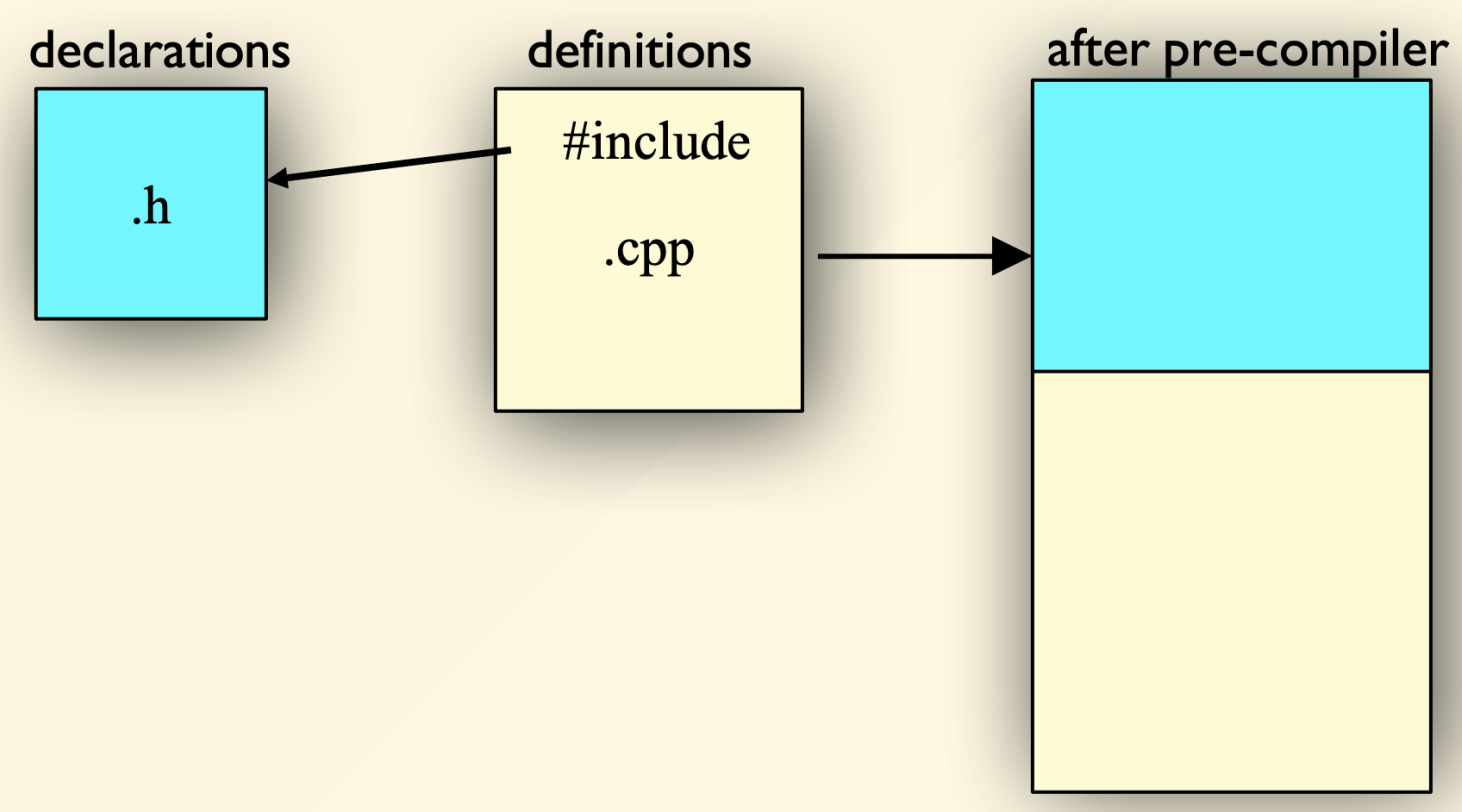 declarations
definitions
after pre-compiler
#include
.h
.cpp